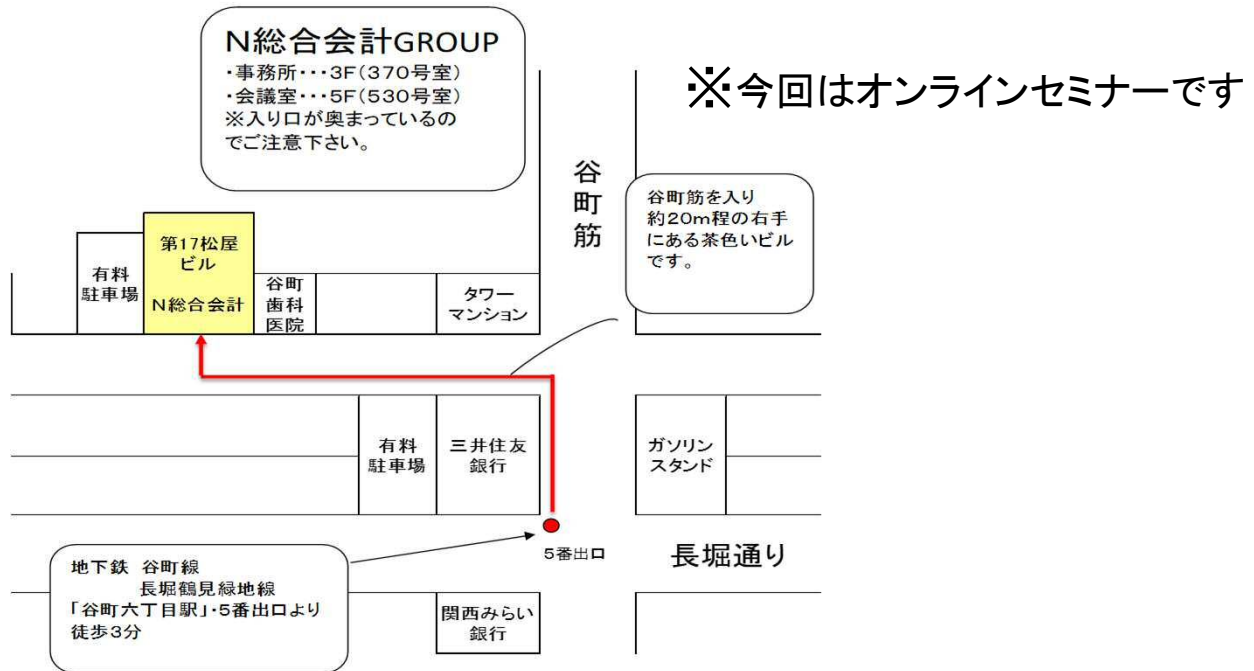 N総合会計GROUP
・事務所・・・3F(370号室)
・会議室・・・5F(530号室)
※入り口が奥まっているの
でご注意下さい。
※今回はオンラインセミナーです
谷町筋
谷町筋を入り
約20m程の右手
にある茶色いビル
です。
有料
駐車場
第17松屋
ビル
N総合会計
谷町
歯科
医院
タワー
マンション
有料
駐車場
三井住友
銀行
ガソリン
スタンド
5番出口
長堀通り
地下鉄 谷町線
長堀鶴見緑地線
「谷町六丁目駅」・5番出口より
徒歩3分
関西みらい
銀行